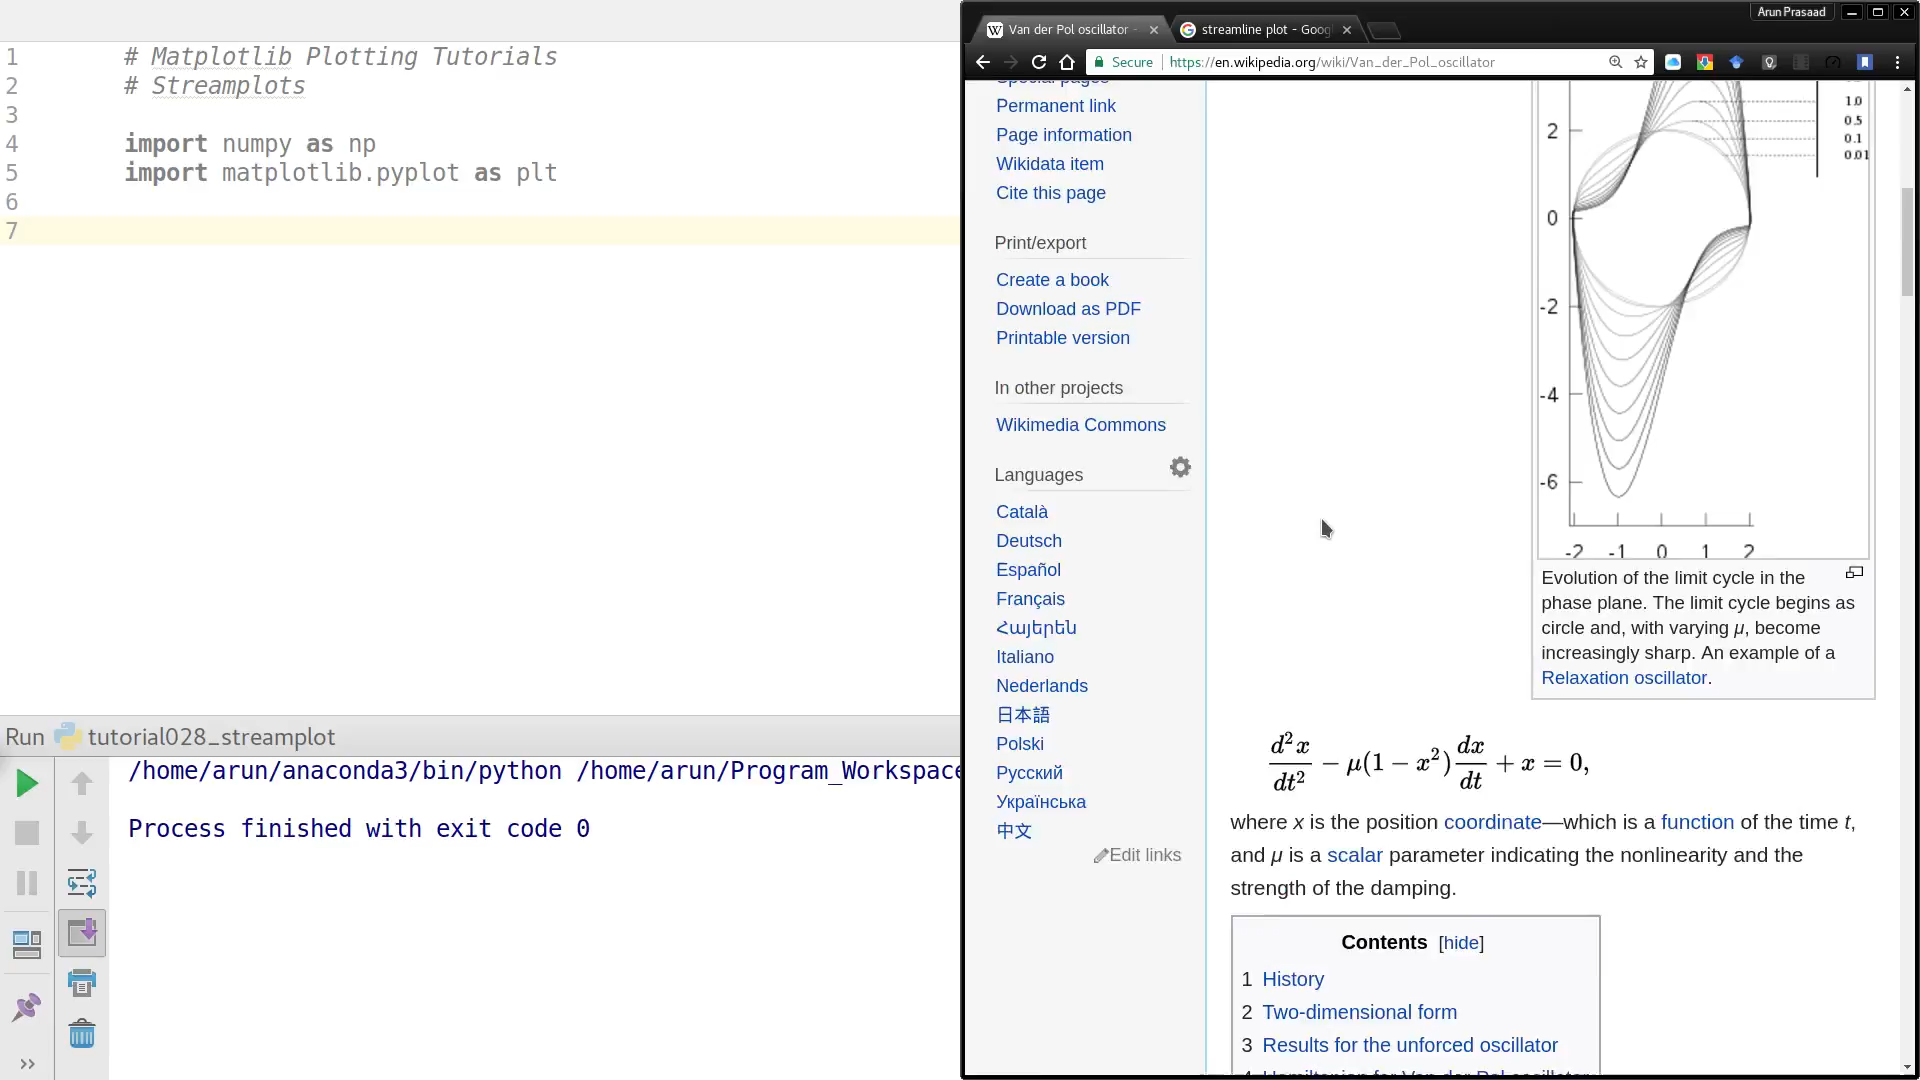 1 # Matplotlib Plotting Tutorials
2 # Streamplots
3
4 import numpy as np
5 import matplotlib.pyplot as plt
6
7
Run tutorial028_streamplot
/home/arun/anaconda3/bin/python /home/arun/Program_Workspace
Process finished with exit code 0
Arun Prasaad
Van der Pol oscillator -
streamline plot - Goog
Secure https://en.wikipedia.org/wiki/Van_der_Pol_oscillator
Special pages
Permanent link
Page information
Wikidata item
Cite this page
Print/export
Create a book
Download as PDF
Printable version
In other projects
Wikimedia Commons
Languages
Català
Deutsch
Español
Français
Հայերեն
Italiano
Nederlands
日本語
Polski
Русский
Українська
中文
Edit links
1.0
0.5
0.1
0.01
2
0
-2
-4
-6
-2 -1 0 1 2
Evolution of the limit cycle in the
phase plane. The limit cycle begins as
circle and, with varying μ, become
increasingly sharp. An example of a
Relaxation oscillator.
d²x/dt² − μ(1 − x²)dx/dt + x = 0,
where x is the position coordinate—which is a function of the time t,
and μ is a scalar parameter indicating the nonlinearity and the
strength of the damping.
Contents [hide]
1 History
2 Two-dimensional form
3 Results for the unforced oscillator
4 Hamiltonian for Van der Pol oscillator